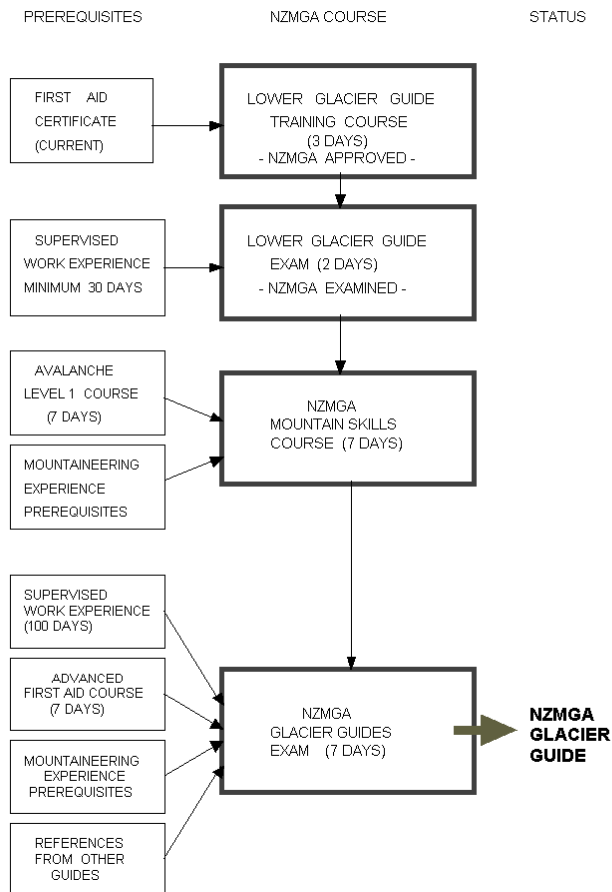 PREREQUISITES
NZMGA COURSE
STATUS
FIRST AID
CERTIFICATE
(CURRENT)
LOWER GLACIER GUIDE
TRAINING COURSE
(3 DAYS)
- NZMGA APPROVED -
SUPERVISED
WORK EXPERIENCE
MINIMUM 30 DAYS
LOWER GLACIER GUIDE
EXAM (2 DAYS)
- NZMGA EXAMINED -
AVALANCHE
LEVEL 1 COURSE
(7 DAYS)
MOUNTAINEERING
EXPERIENCE
PREREQUISITES
NZMGA
MOUNTAIN SKILLS
COURSE (7 DAYS)
SUPERVISED
WORK EXPERIENCE
(100 DAYS)
ADVANCED
FIRST AID COURSE
(7 DAYS)
MOUNTAINEERING
EXPERIENCE
PREREQUISITES
REFERENCES
FROM OTHER
GUIDES
NZMGA
GLACIER GUIDES
EXAM (7 DAYS)
NZMGA
GLACIER
GUIDE